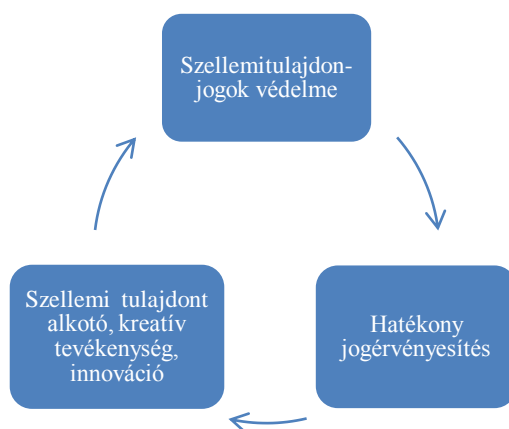 Szellemitulajdon-
jogok védelme
Hatékony
jogérvényesítés
Szellemi tulajdont
alkotó, kreatív
tevékenység,
innováció